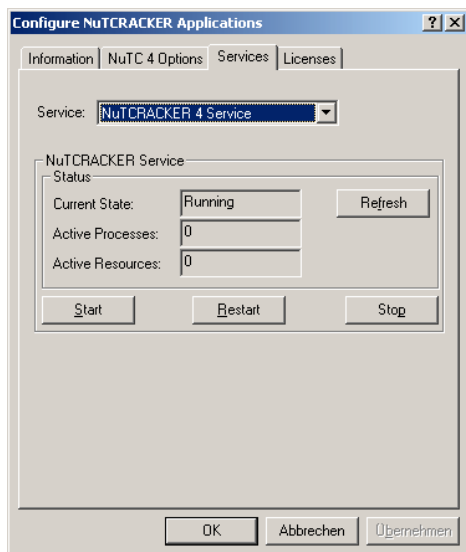 Configure NuTCRACKER Applications
Information NuTC 4 Options Services Licenses
Service: NuTCRACKER 4 Service
NuTCRACKER Service
Status
Current State: Running Refresh
Active Processes: 0
Active Resources: 0
Start Restart Stop
OK Abbrechen Übernehmen